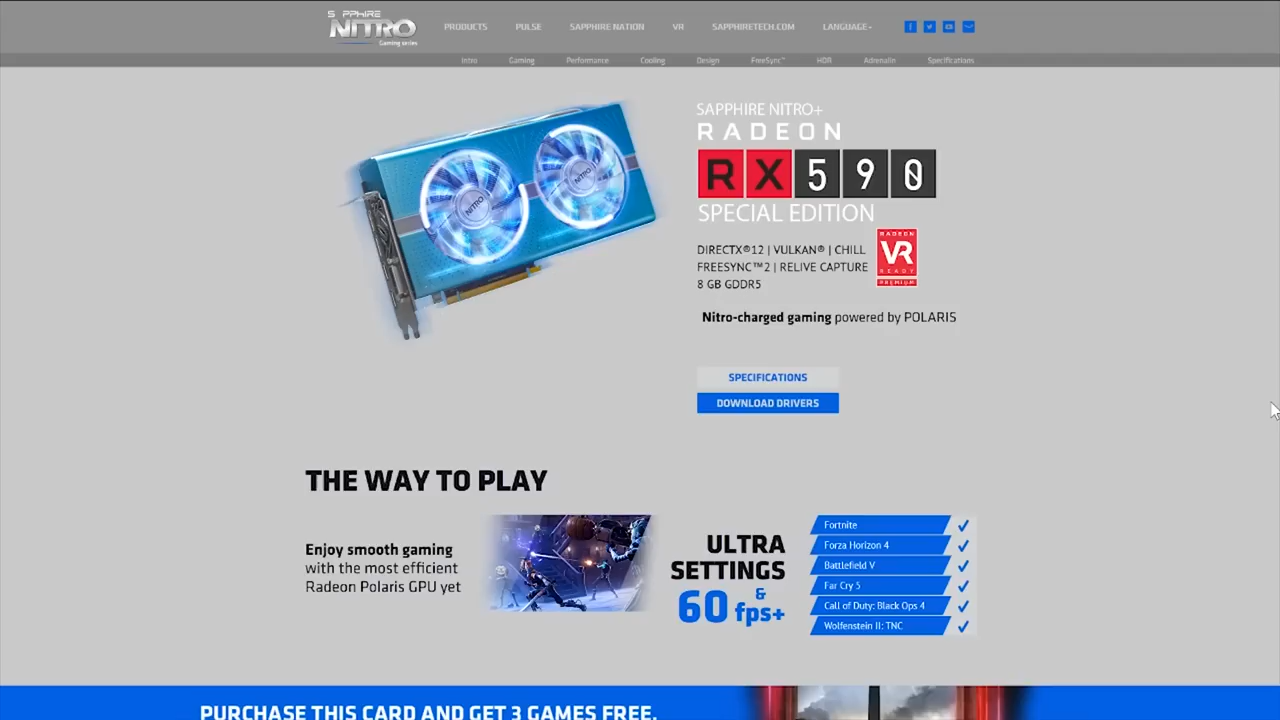 SAPPHIRE
NITRO
Gaming series
PRODUCTS PULSE SAPPHIRE NATION VR SAPPHIRETECH.COM LANGUAGE
Intro Gaming Performance Cooling Design FreeSync™ HDR Adrenalin Specifications
NITRO NITRO
SAPPHIRE NITRO+
RADEON
RX590
SPECIAL EDITION
DIRECTX®12 | VULKAN® | CHILL
FREESYNC™2 | RELIVE CAPTURE
8 GB GDDR5
RADEON
VR
READY
PREMIUM
Nitro-charged gaming powered by POLARIS
SPECIFICATIONS
DOWNLOAD DRIVERS
THE WAY TO PLAY
Enjoy smooth gaming
with the most efficient
Radeon Polaris GPU yet
ULTRA
SETTINGS
&
60 fps+
Fortnite
Forza Horizon 4
Battlefield V
Far Cry 5
Call of Duty: Black Ops 4
Wolfenstein II: TNC
PURCHASE THIS CARD AND GET 3 GAMES FREE.